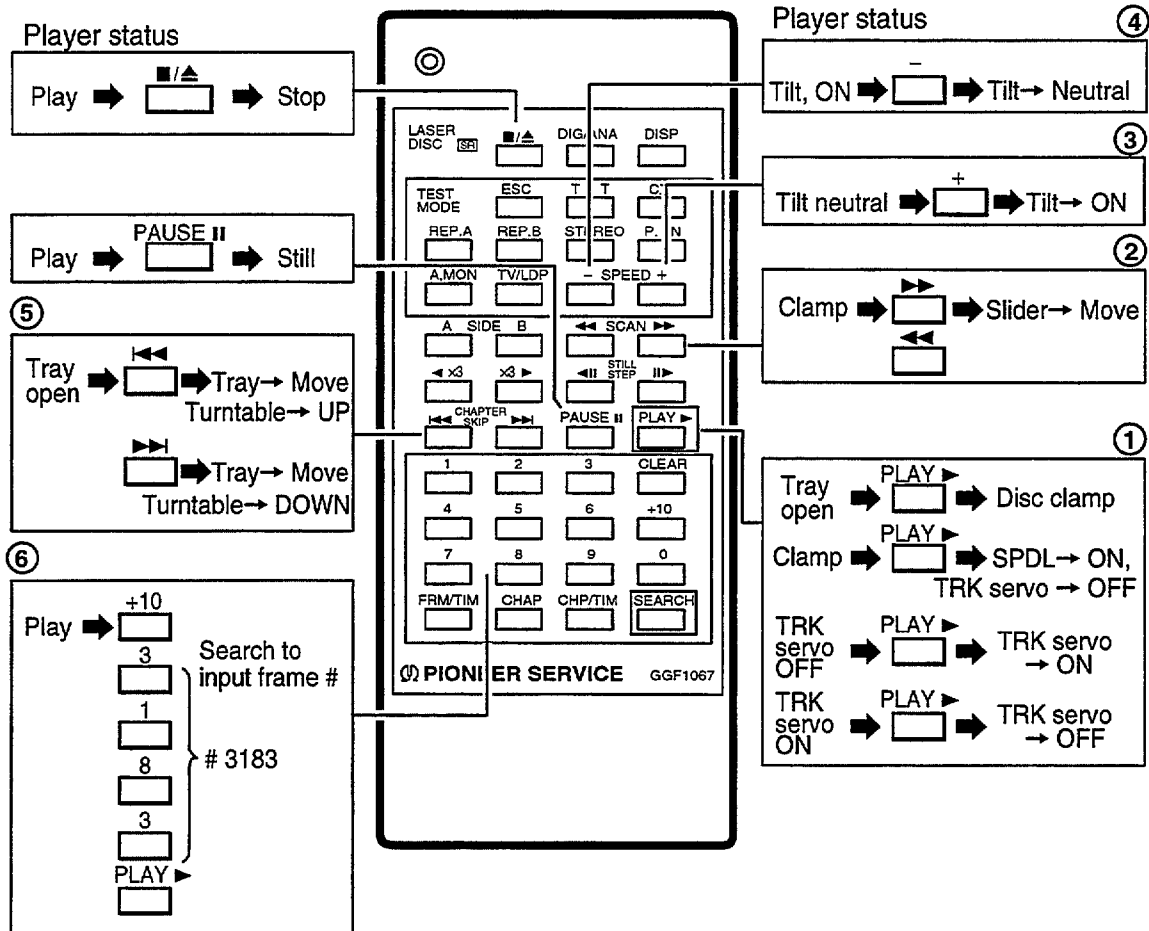 Player status
■/▲
Play ➡ ➡ Stop
PAUSE II
Play ➡ ➡ Still
⑤
Tray open ➡ |◀◀ ➡ Tray→ Move
Turntable→ UP
▶▶| ➡ Tray→ Move
Turntable→ DOWN
⑥
Play ➡ +10
3
1
8
3
PLAY ▶
Search to
input frame #
# 3183
LASER
DISC SR ■/▲ DIG/ANA DISP
TEST
MODE ESC
REP.A REP.B STEREO
A,MON TV/LDP − SPEED +
A SIDE B ◀◀ SCAN ▶▶
◀ x3 x3 ▶ ◀II STILL STEP II▶
|◀◀ CHAPTER SKIP ▶▶| PAUSE II PLAY ▶
1 2 3 CLEAR
4 5 6 +10
7 8 9 0
FRM/TIM CHAP CHP/TIM SEARCH
PIONEER SERVICE GGF1067
Player status
④
−
Tilt, ON ➡ ➡ Tilt→ Neutral
③
+
Tilt neutral ➡ ➡ Tilt→ ON
②
▶▶
Clamp ➡ ➡ Slider→ Move
◀◀
①
Tray
open ➡ PLAY ▶ ➡ Disc clamp
Clamp ➡ PLAY ▶ ➡ SPDL→ ON,
TRK servo → OFF
TRK
servo
OFF ➡ PLAY ▶ ➡ TRK servo
→ ON
TRK
servo
ON ➡ PLAY ▶ ➡ TRK servo
→ OFF